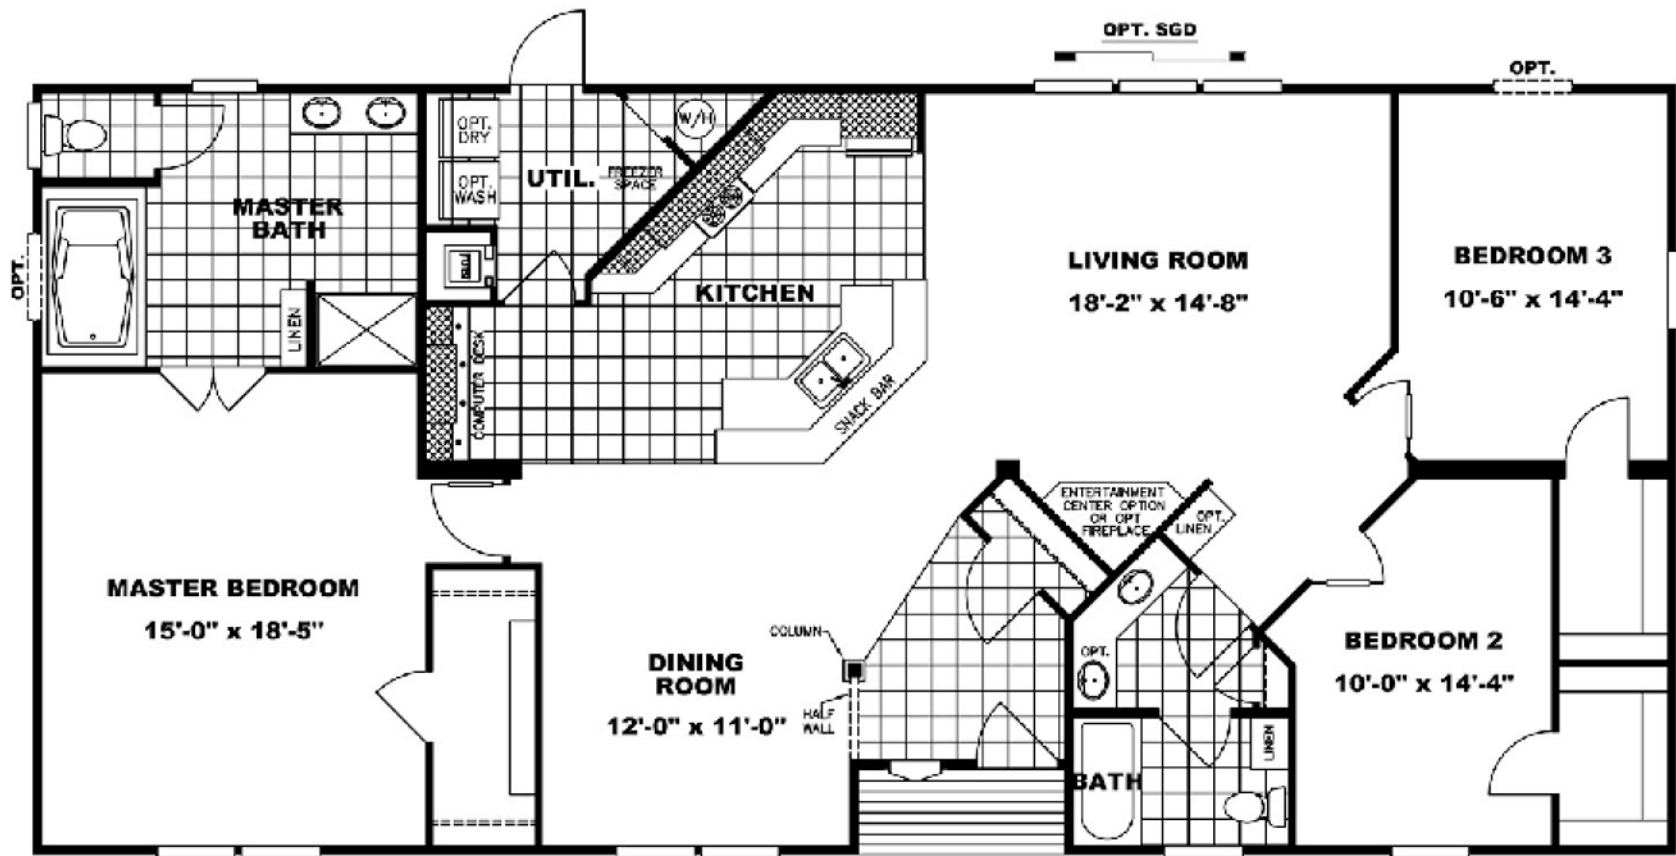 OPT. SGD
OPT.
OPT.
DRY
W/H
OPT.
WASH
UTIL.
FREEZER
SPACE
MASTER
BATH
OPT.
LINEN
KITCHEN
COMPUTER DESK
SNACK BAR
LIVING ROOM
18'-2" x 14'-8"
BEDROOM 3
10'-6" x 14'-4"
ENTERTAINMENT
CENTER OPTION
OR OPT
FIREPLACE
OPT.
LINEN
MASTER BEDROOM
15'-0" x 18'-5"
COLUMN
DINING
ROOM
12'-0" x 11'-0"
HALF
WALL
OPT.
BEDROOM 2
10'-0" x 14'-4"
LINEN
BATH
OPT.